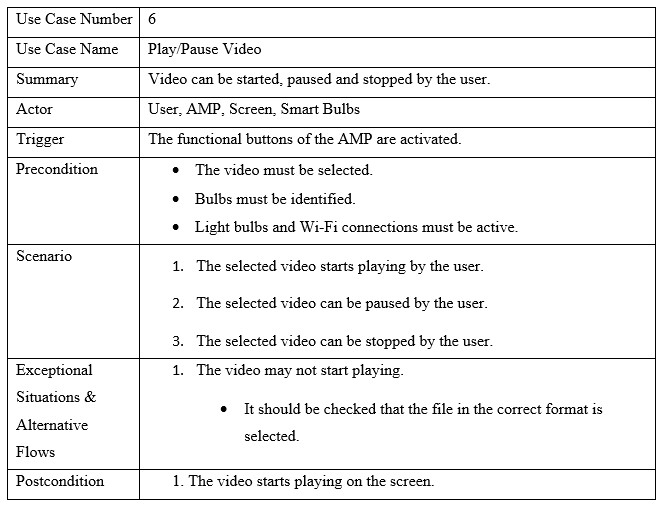 Use Case Number 6
Use Case Name Play/Pause Video
Summary Video can be started, paused and stopped by the user.
Actor User, AMP, Screen, Smart Bulbs
Trigger The functional buttons of the AMP are activated.
Precondition • The video must be selected.
• Bulbs must be identified.
• Light bulbs and Wi-Fi connections must be active.
Scenario
1. The selected video starts playing by the user.
2. The selected video can be paused by the user.
3. The selected video can be stopped by the user.
Exceptional
Situations &
Alternative
Flows
1. The video may not start playing.
• It should be checked that the file in the correct format is
selected.
Postcondition 1. The video starts playing on the screen.